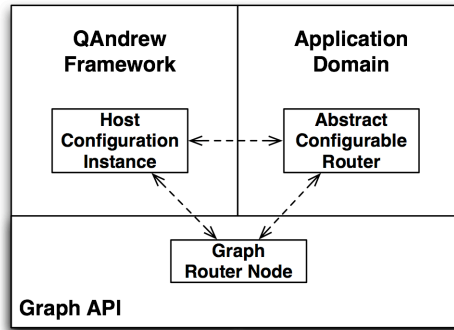 QAndrew
Framework
Application
Domain
Host
Configuration
Instance
Abstract
Configurable
Router
Graph
Router Node
Graph API